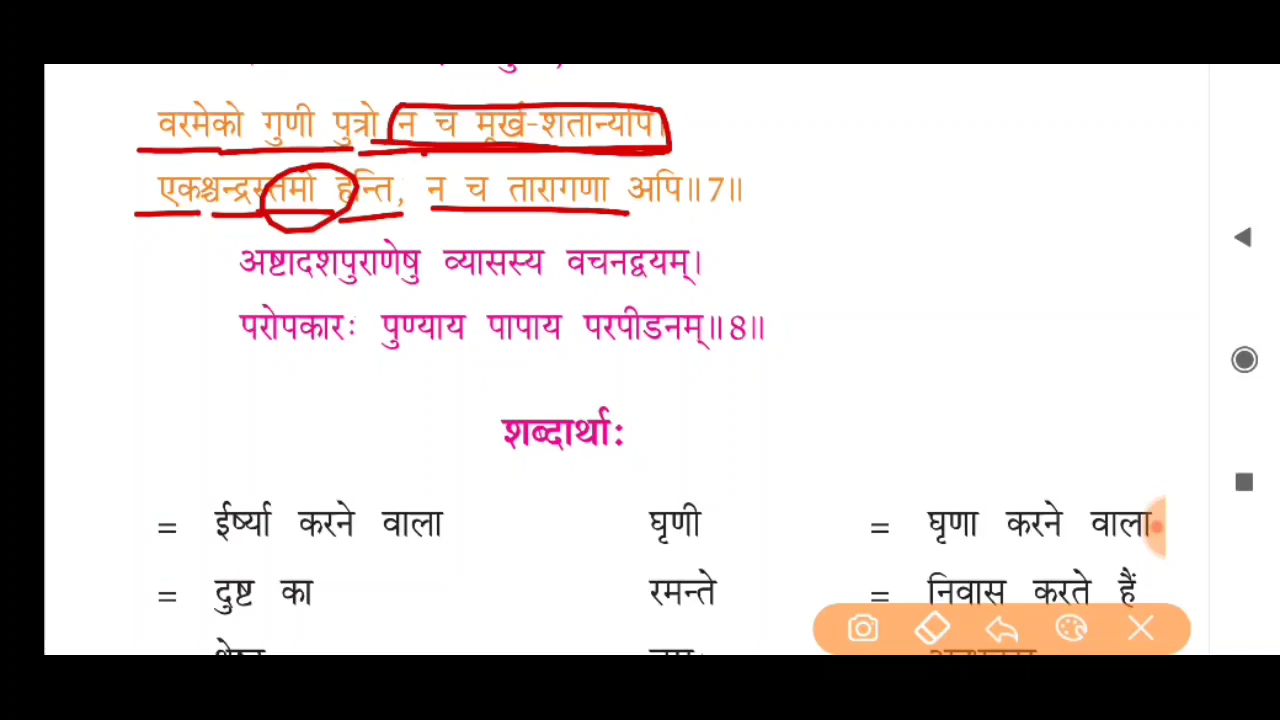 वरमेको गुणी पुत्रो न च मूर्ख-शतान्यपि।
एकश्चन्द्रस्तमो हन्ति, न च तारागणा अपि॥7॥
अष्टादशपुराणेषु व्यासस्य वचनद्वयम्।
परोपकारः पुण्याय पापाय परपीडनम्॥8॥
शब्दार्थाः
= ईर्ष्या करने वाला घृणी = घृणा करने वाला
= दुष्ट का रमन्ते = निवास करते हैं